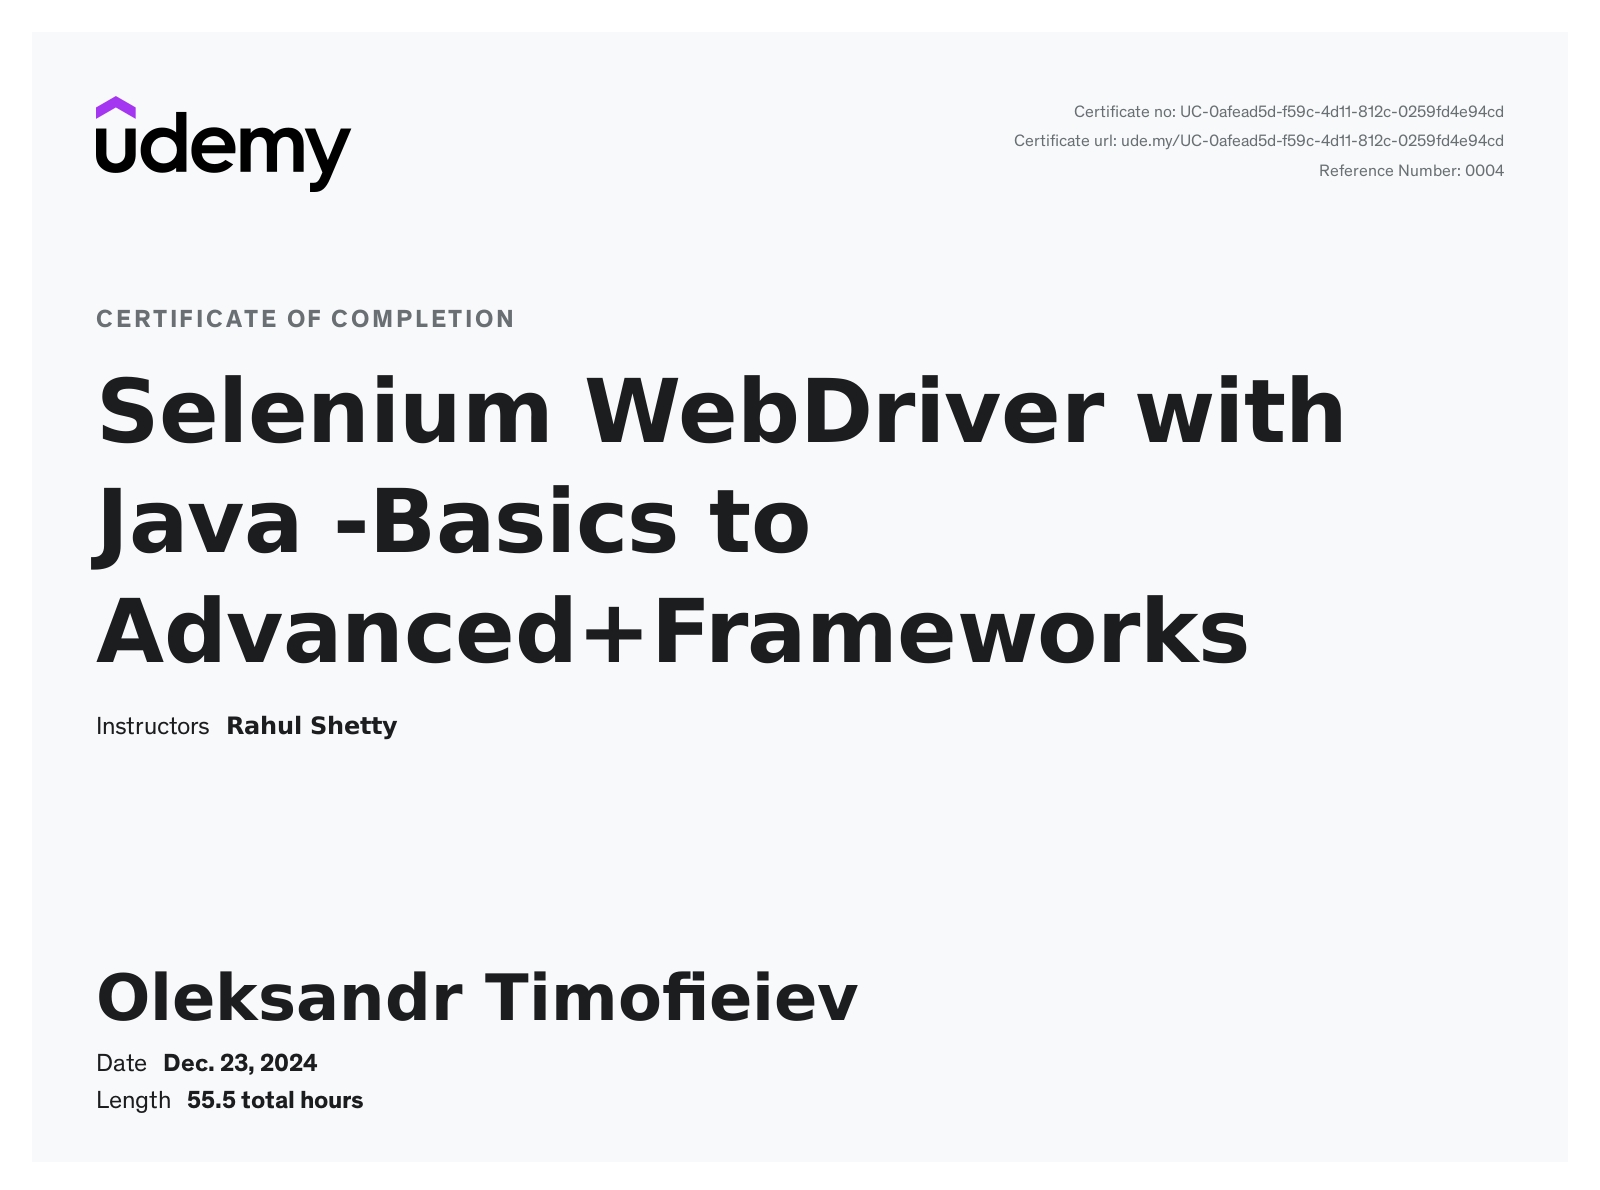 udemy
Certificate no: UC-0afead5d-f59c-4d11-812c-0259fd4e94cd
Certificate url: ude.my/UC-0afead5d-f59c-4d11-812c-0259fd4e94cd
Reference Number: 0004
CERTIFICATE OF COMPLETION
Selenium WebDriver with
Java -Basics to
Advanced+Frameworks
Instructors Rahul Shetty
Oleksandr Timofieiev
Date Dec. 23, 2024
Length 55.5 total hours